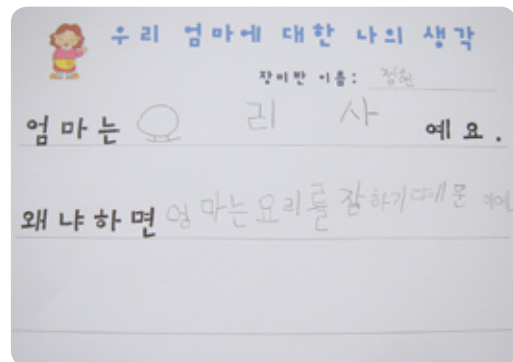 우리 엄마에 대한 나의 생각
장미반 이름: 정현
엄마는 요리사 예요.
왜냐하면 엄마는요리를 잘하기때문